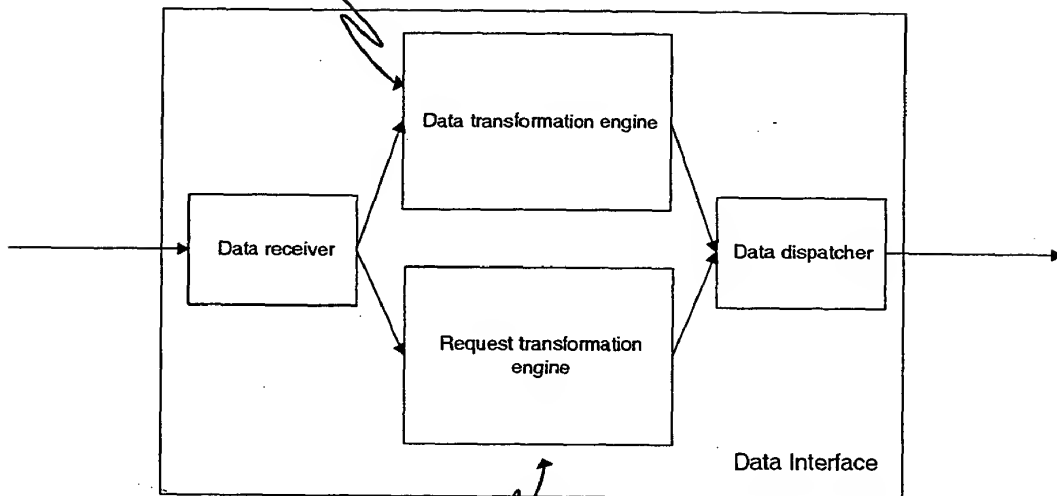 Data transformation engine
Data receiver
Data dispatcher
Request transformation
engine
Data Interface